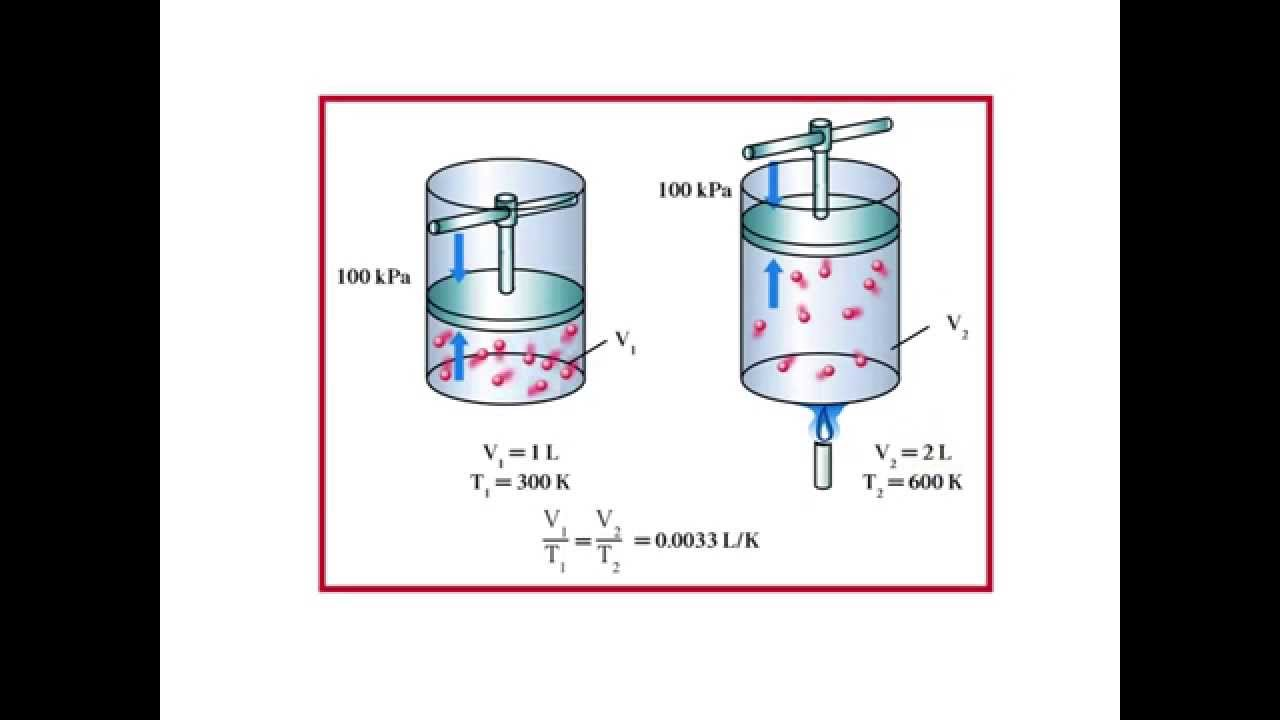 100 kPa
V₁
V₁ = 1 L
T₁ = 300 K
100 kPa
V₂
V₂ = 2 L
T₂ = 600 K
V₁/T₁ = V₂/T₂ = 0.0033 L/K